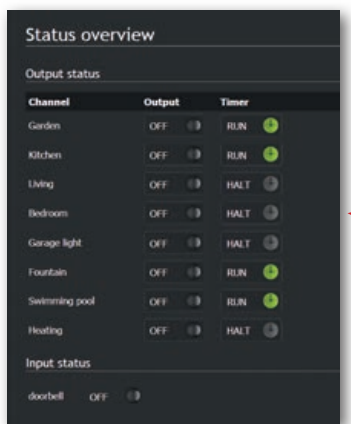 Status overview
Output status
Channel Output Timer
Garden OFF RUN
Kitchen OFF RUN
Living OFF HALT
Bedroom OFF HALT
Garage light OFF HALT
Fountain OFF RUN
Swimming pool OFF RUN
Heating OFF HALT
Input status
doorbell OFF